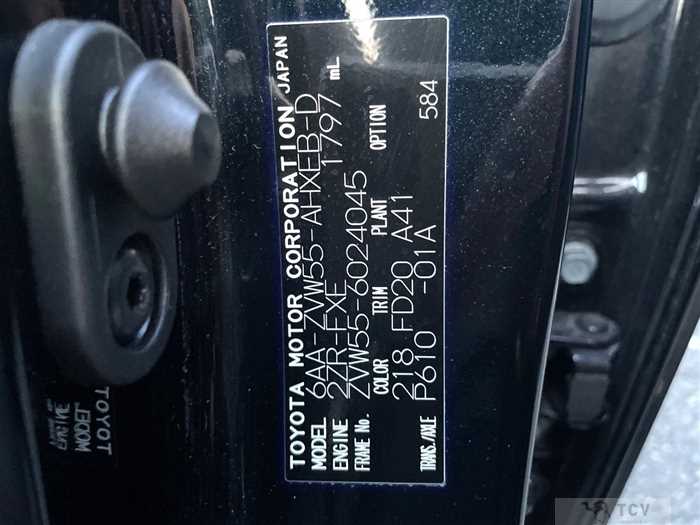 TOYOTA MOTOR CORPORATION JAPAN
MODEL 6AA-ZVW55-AHXEB-D
ENGINE 2ZR-FXE 1797 mL
FRAME No. ZVW55-6024045
COLOR TRIM PLANT OPTION
218 FD20 A41
TRANS./AXLE P610 -01A 584
TOYOT
MODEL
TCV